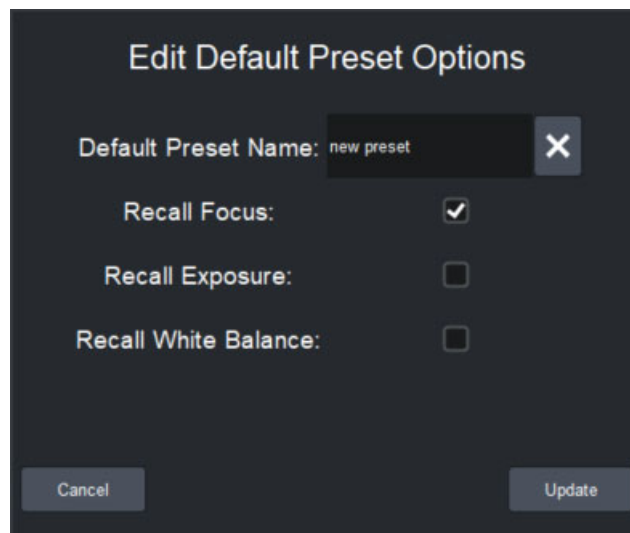 Edit Default Preset Options
Default Preset Name: new preset
Recall Focus:
Recall Exposure:
Recall White Balance:
Cancel Update